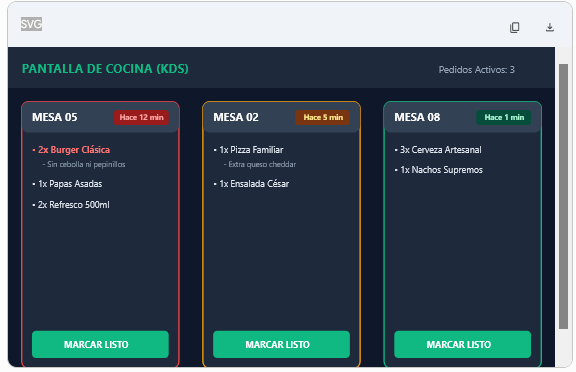 SVG
PANTALLA DE COCINA (KDS)
Pedidos Activos: 3
MESA 05
Hace 12 min
• 2x Burger Clásica
- Sin cebolla ni pepinillos
• 1x Papas Asadas
• 2x Refresco 500ml
MARCAR LISTO
MESA 02
Hace 5 min
• 1x Pizza Familiar
- Extra queso cheddar
• 1x Ensalada César
MARCAR LISTO
MESA 08
Hace 1 min
• 3x Cerveza Artesanal
• 1x Nachos Supremos
MARCAR LISTO